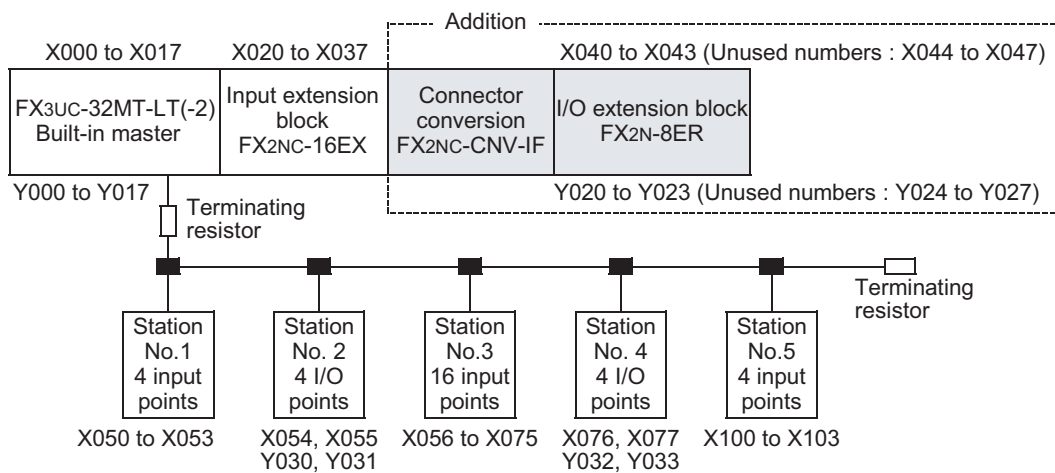 Addition
X000 to X017
X020 to X037
X040 to X043 (Unused numbers : X044 to X047)
FX3UC-32MT-LT(-2)
Built-in master
Input extension
block
FX2NC-16EX
Connector
conversion
FX2NC-CNV-IF
I/O extension block
FX2N-8ER
Y000 to Y017
Y020 to Y023 (Unused numbers : Y024 to Y027)
Terminating
resistor
Terminating
resistor
Station
No.1
4 input
points
Station
No. 2
4 I/O
points
Station
No.3
16 input
points
Station
No. 4
4 I/O
points
Station
No.5
4 input
points
X050 to X053
X054, X055
Y030, Y031
X056 to X075
X076, X077
Y032, Y033
X100 to X103